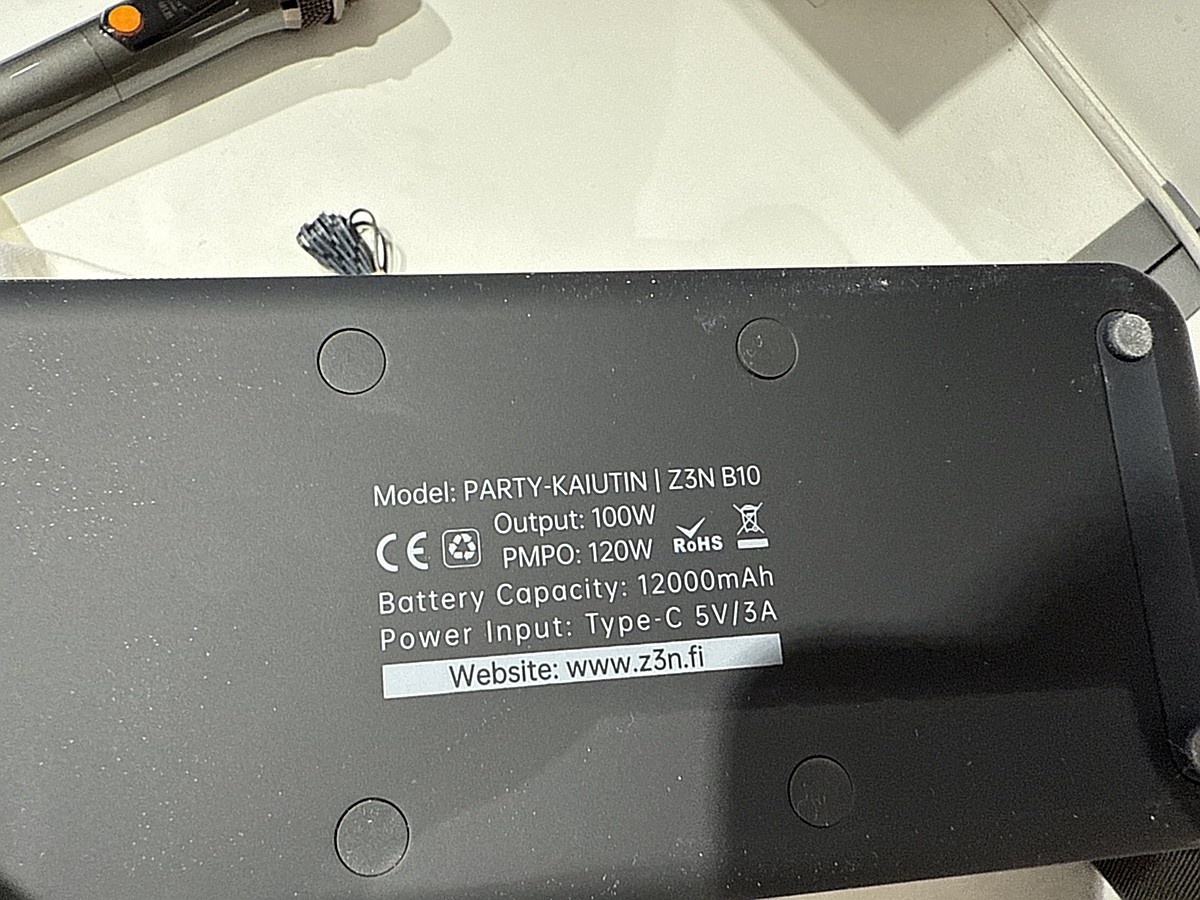 Model: PARTY-KAIUTIN | Z3N B10
Output: 100W
CE
PMPO: 120W
RoHS
Battery Capacity: 12000mAh
Power Input: Type-C 5V/3A
Website: www.z3n.fi